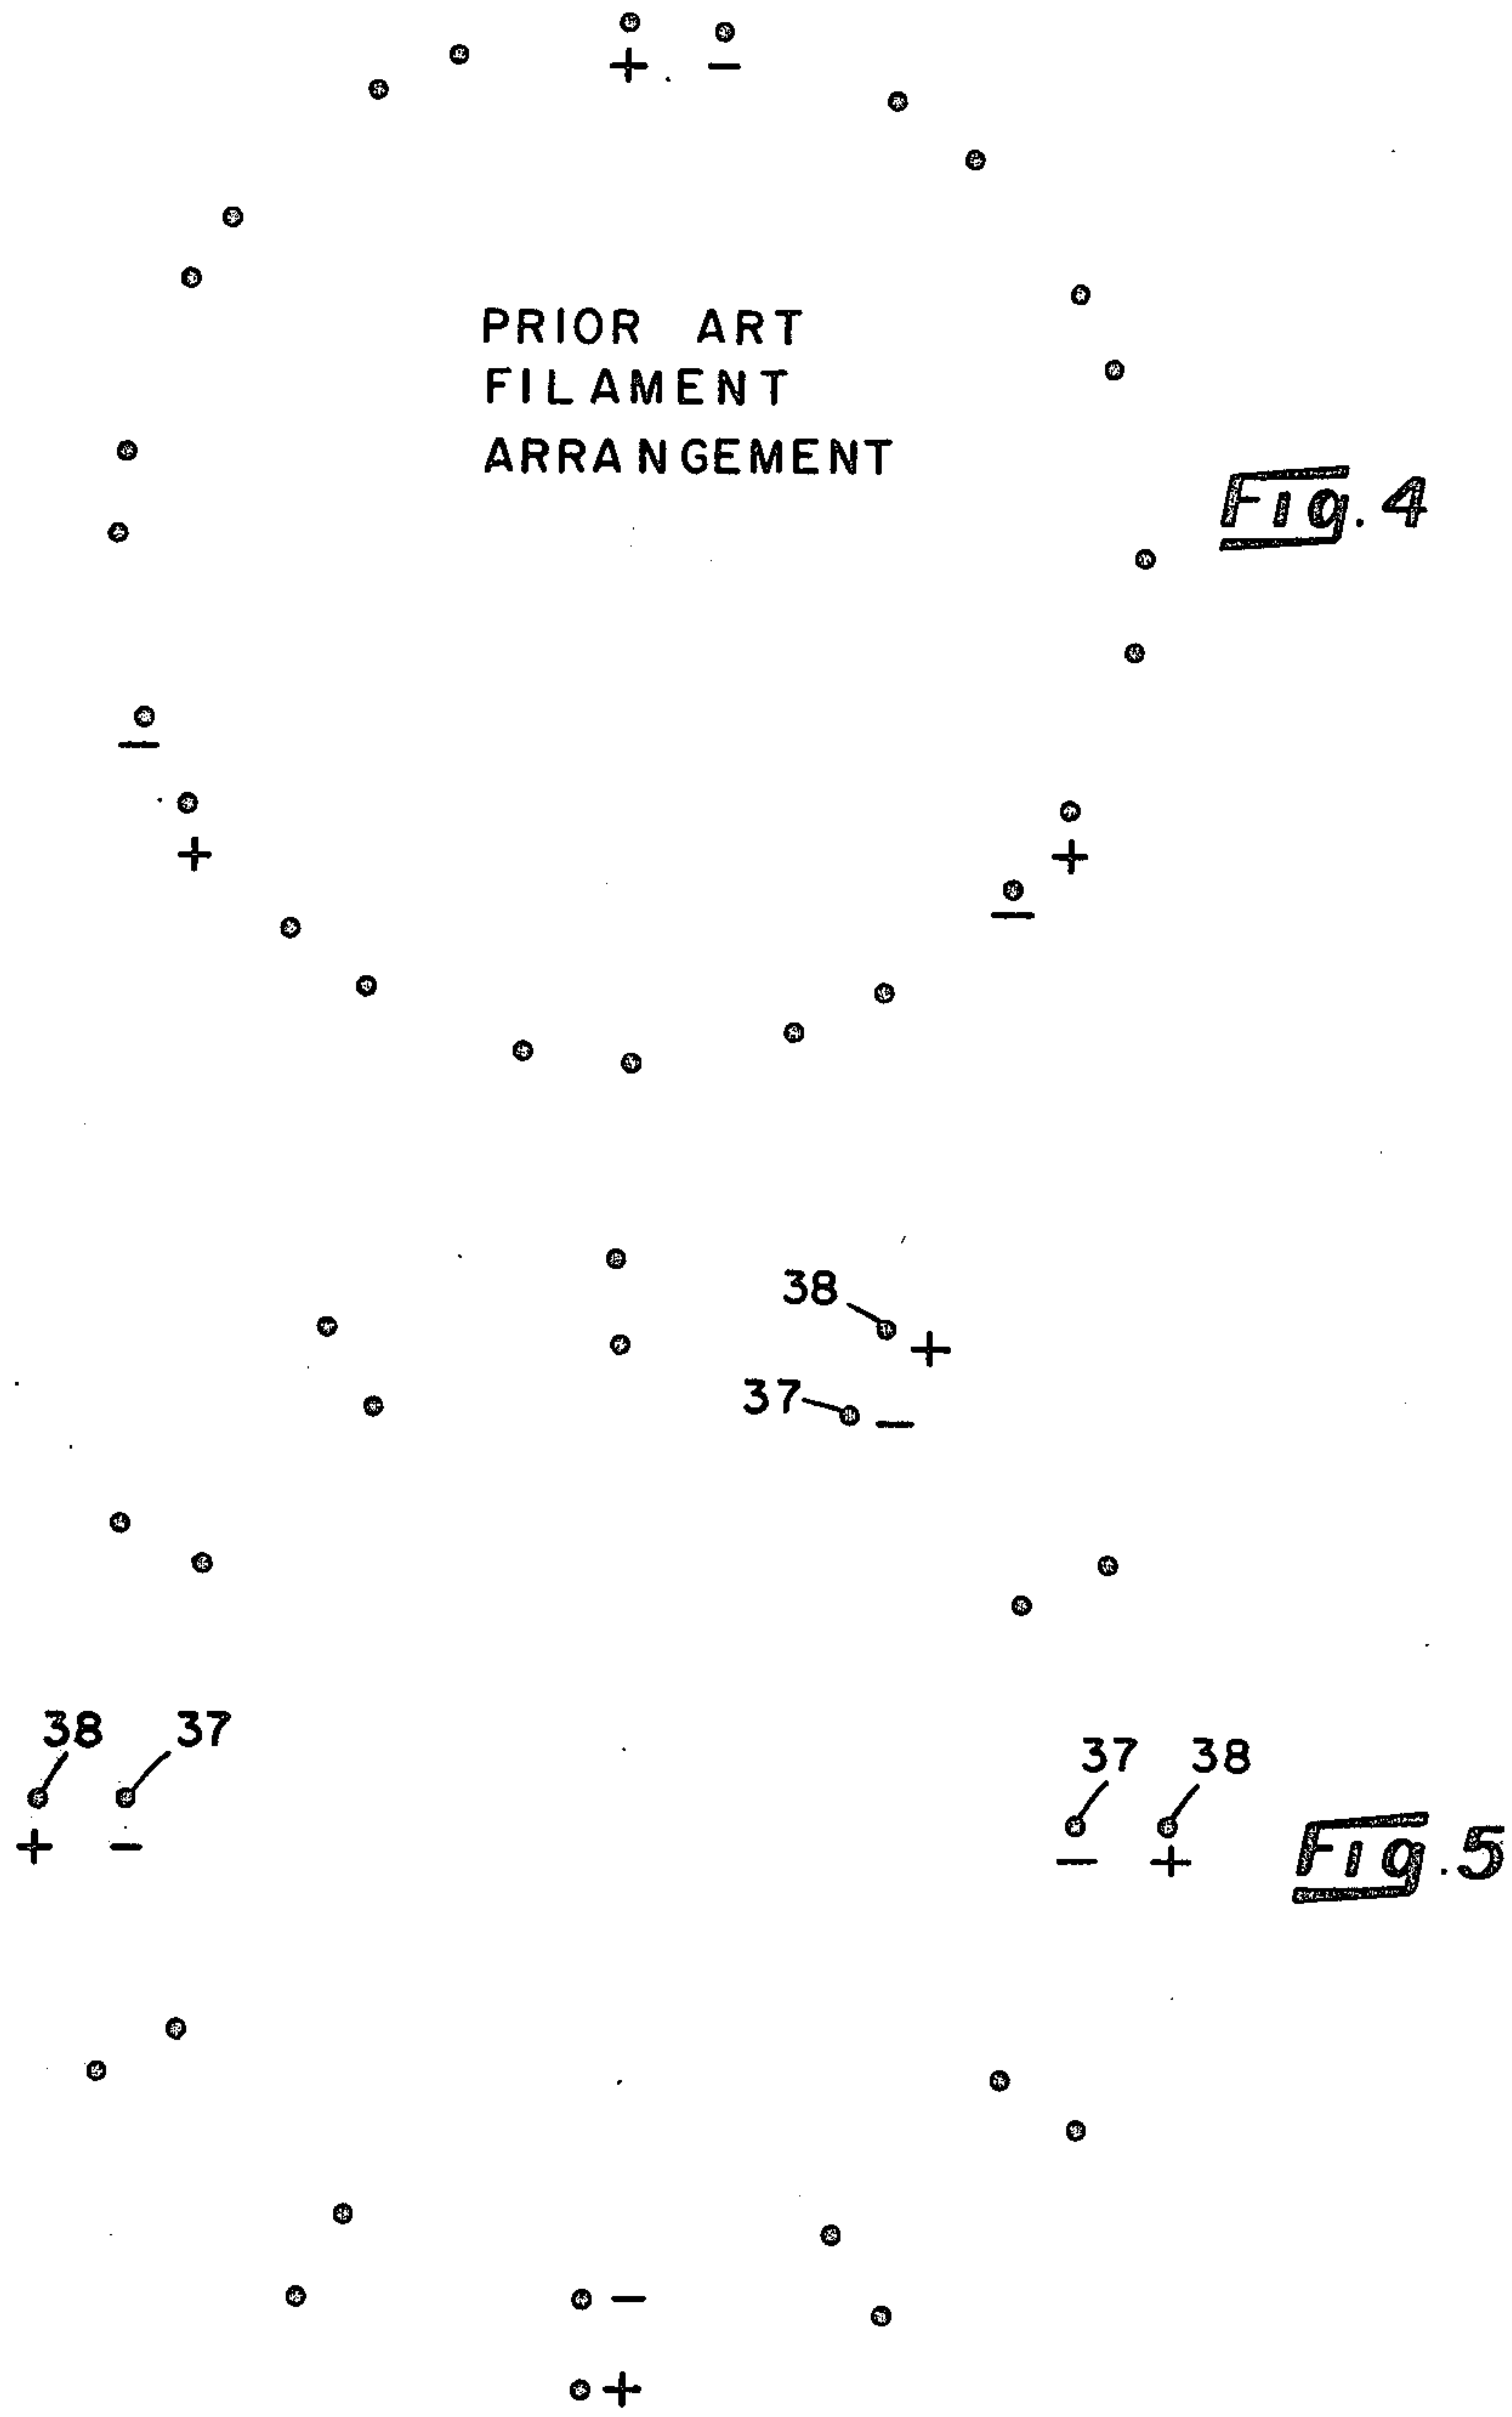 + -
PRIOR ART
FILAMENT
ARRANGEMENT
Fig. 4
-
+
+
-
38
+
37 -
38 37
37 38
+ -
- +
Fig. 5
-
+